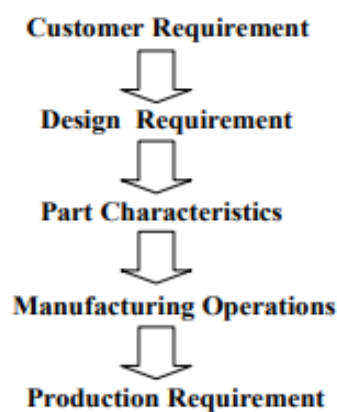 Customer Requirement
Design Requirement
Part Characteristics
Manufacturing Operations
Production Requirement